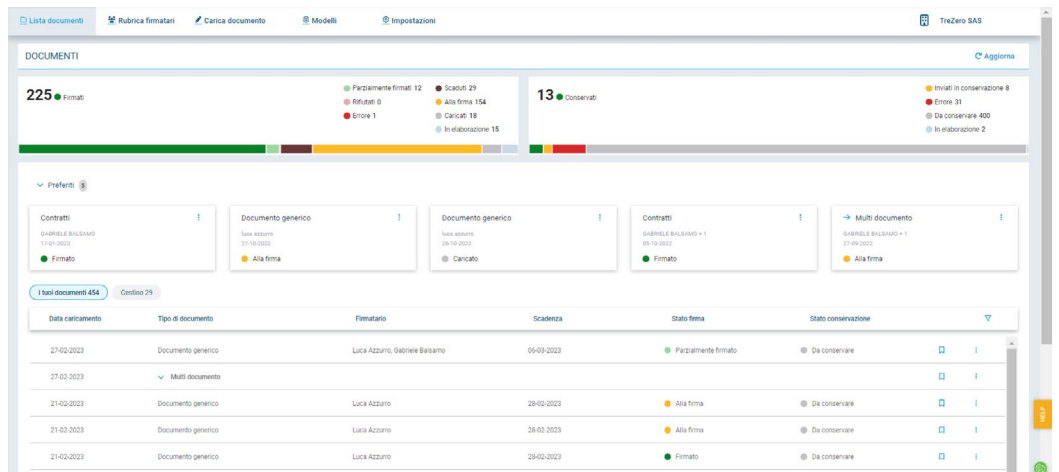 Lista documenti Rubrica firmatari Carica documento Modelli Impostazioni TreZero SAS
DOCUMENTI Aggiorna
225 Firmati
Parzialmente firmati 12 Scaduti 29
Rifiutati 0 Alla firma 154
Errore 1 Caricati 18
In elaborazione 15
13 Conservati
Inviati in conservazione 8
Errore 31
Da conservare 400
In elaborazione 2
Preferiti 5
Contratti
GABRIELE BALSAMO
17-01-2023
Firmato
Documento generico
luca azzurro
27-10-2022
Alla firma
Documento generico
luca azzurro
26-10-2022
Caricato
Contratti
GABRIELE BALSAMO + 1
05-10-2022
Firmato
Multi documento
GABRIELE BALSAMO + 1
27-09-2022
Alla firma
I tuoi documenti 454 Cestino 29
Data caricamento Tipo di documento Firmatario Scadenza Stato firma Stato conservazione
27-02-2023 Documento generico Luca Azzurro, Gabriele Balsamo 06-03-2023 Parzialmente firmato Da conservare
27-02-2023 Multi documento
21-02-2023 Documento generico Luca Azzurro 28-02-2023 Alla firma Da conservare
21-02-2023 Documento generico Luca Azzurro 28-02-2023 Alla firma Da conservare
21-02-2023 Documento generico Luca Azzurro 28-02-2023 Firmato Da conservare
HELP